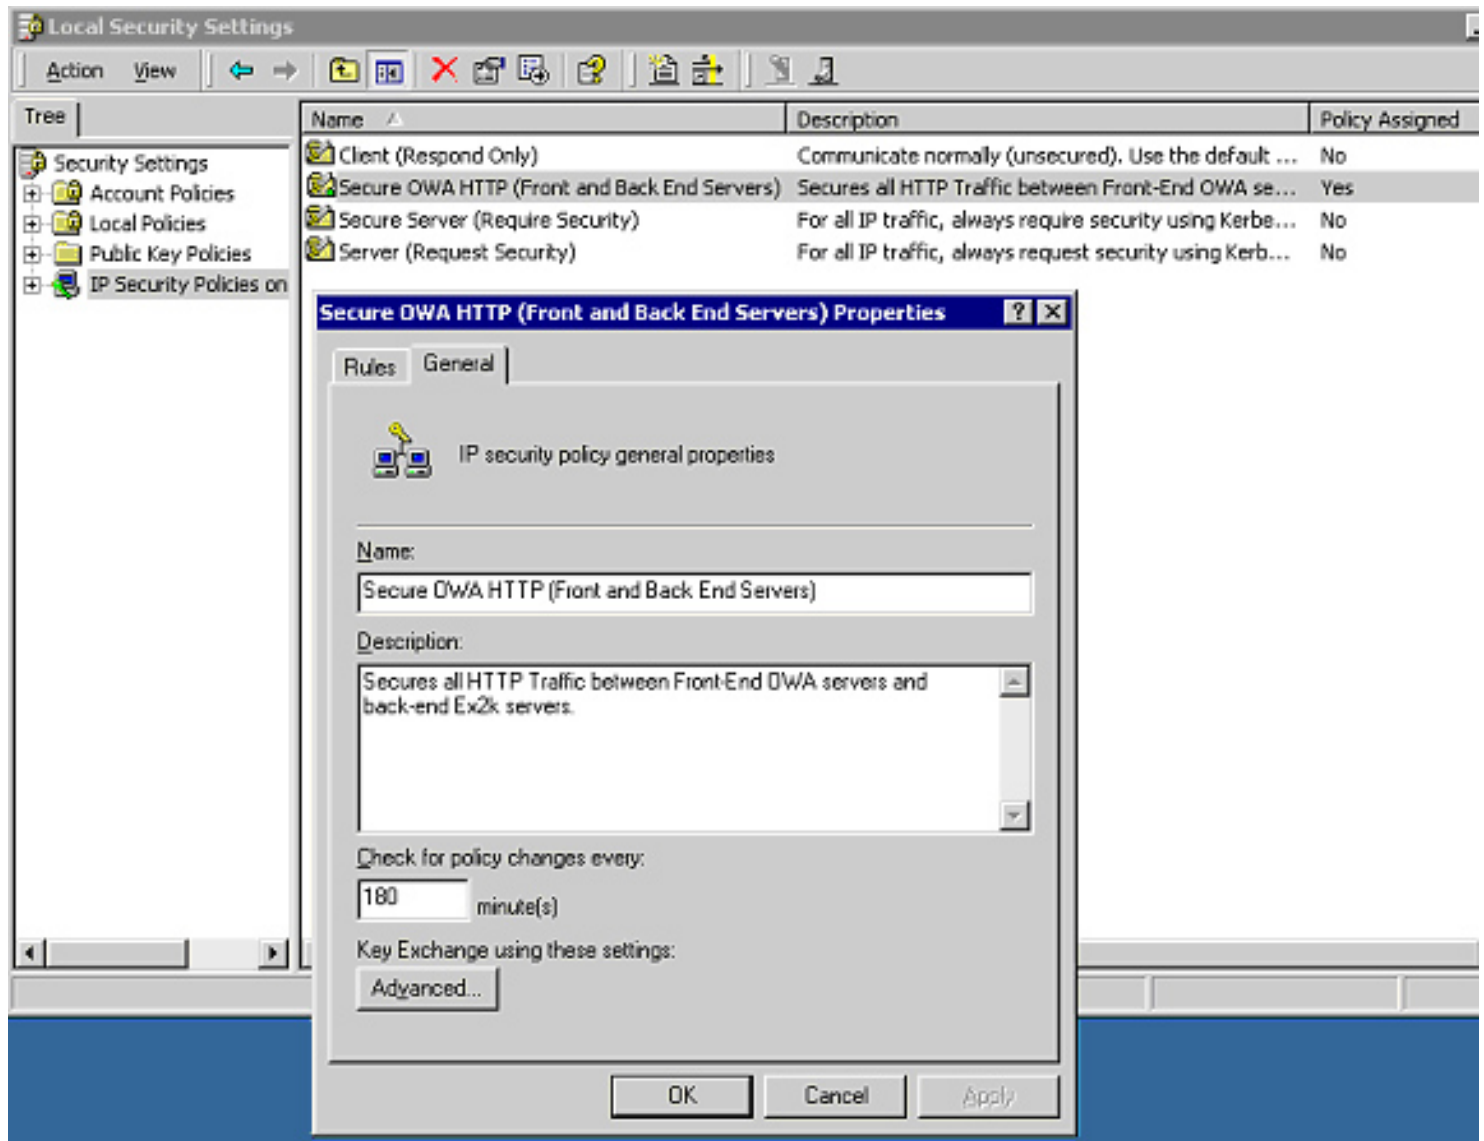 Local Security Settings
Action View
Tree
Name Description Policy Assigned
Security Settings
Account Policies
Local Policies
Public Key Policies
IP Security Policies on
Client (Respond Only) Communicate normally (unsecured). Use the default ... No
Secure OWA HTTP (Front and Back End Servers) Secures all HTTP Traffic between Front-End OWA se... Yes
Secure Server (Require Security) For all IP traffic, always require security using Kerbe... No
Server (Request Security) For all IP traffic, always request security using Kerb... No
Secure OWA HTTP (Front and Back End Servers) Properties
Rules General
IP security policy general properties
Name:
Secure OWA HTTP (Front and Back End Servers)
Description:
Secures all HTTP Traffic between Front-End OWA servers and
back-end Ex2k servers.
Check for policy changes every:
180 minute(s)
Key Exchange using these settings:
Advanced...
OK Cancel Apply